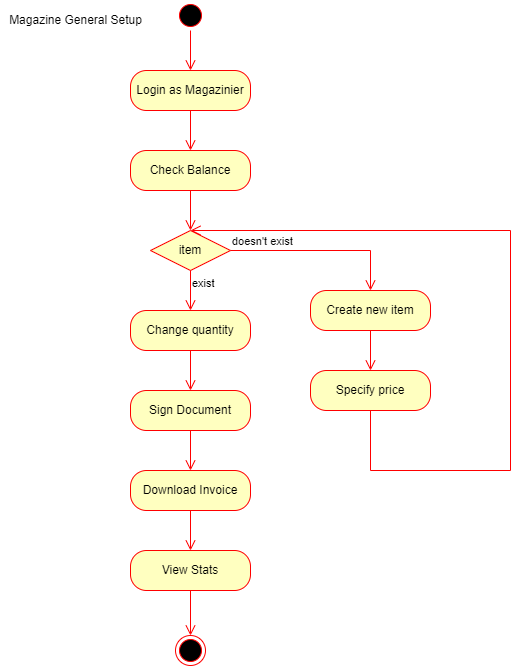 Magazine General Setup
Login as Magazinier
Check Balance
item
doesn't exist
exist
Create new item
Change quantity
Specify price
Sign Document
Download Invoice
View Stats